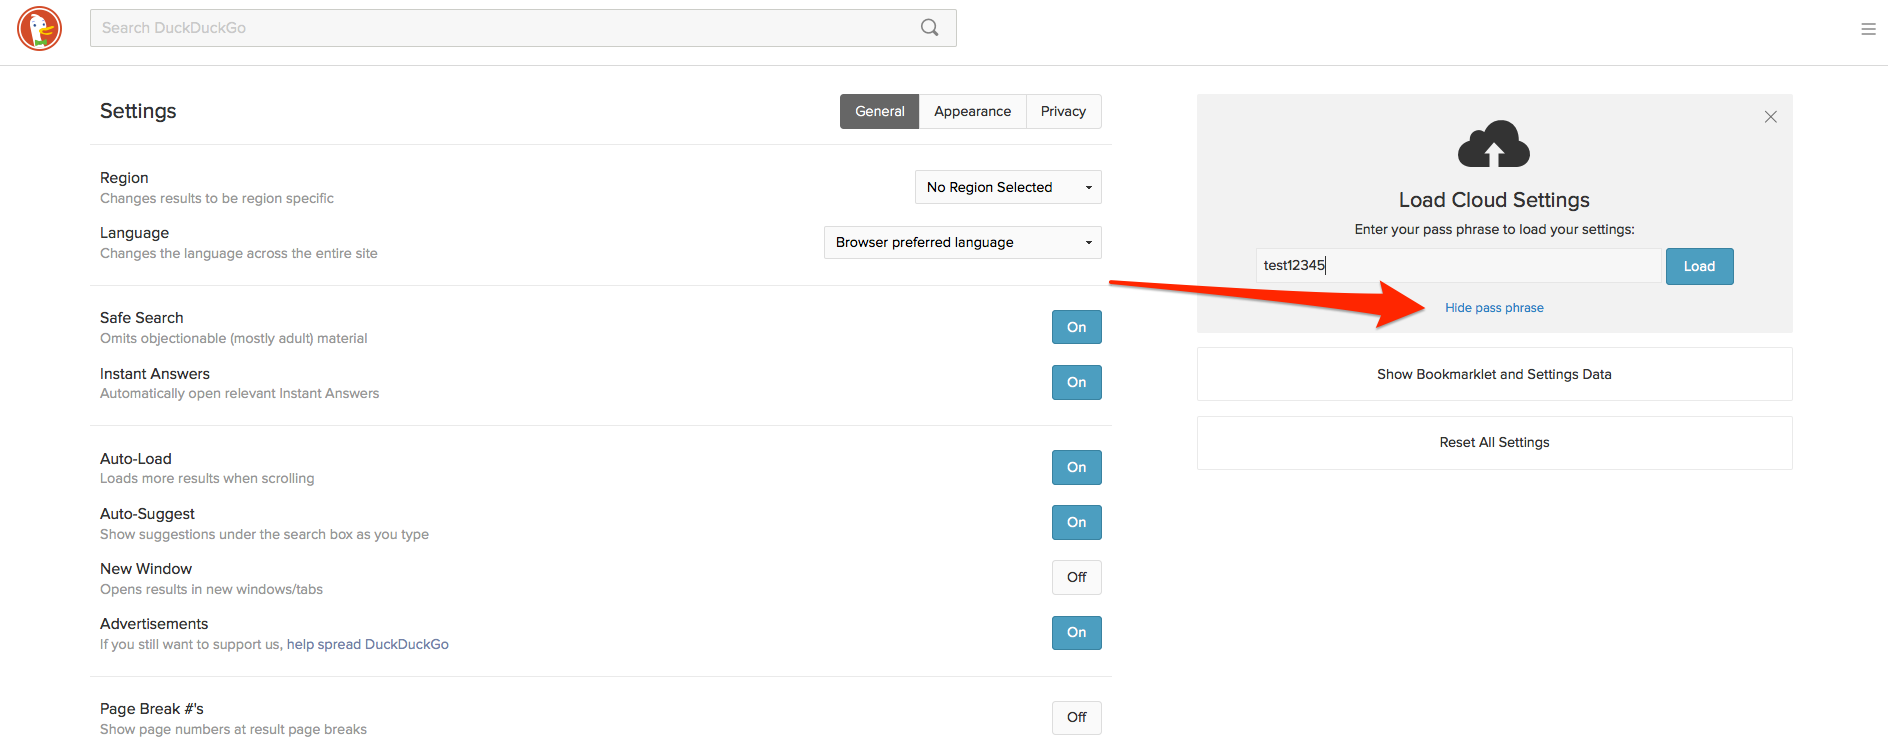 Search DuckDuckGo
Settings
General Appearance Privacy
Region
Changes results to be region specific
No Region Selected
Language
Changes the language across the entire site
Browser preferred language
Safe Search
Omits objectionable (mostly adult) material
On
Instant Answers
Automatically open relevant Instant Answers
On
Auto-Load
Loads more results when scrolling
On
Auto-Suggest
Show suggestions under the search box as you type
On
New Window
Opens results in new windows/tabs
Off
Advertisements
If you still want to support us, help spread DuckDuckGo
On
Page Break #'s
Show page numbers at result page breaks
Off
Load Cloud Settings
Enter your pass phrase to load your settings:
test12345
Load
Hide pass phrase
Show Bookmarklet and Settings Data
Reset All Settings